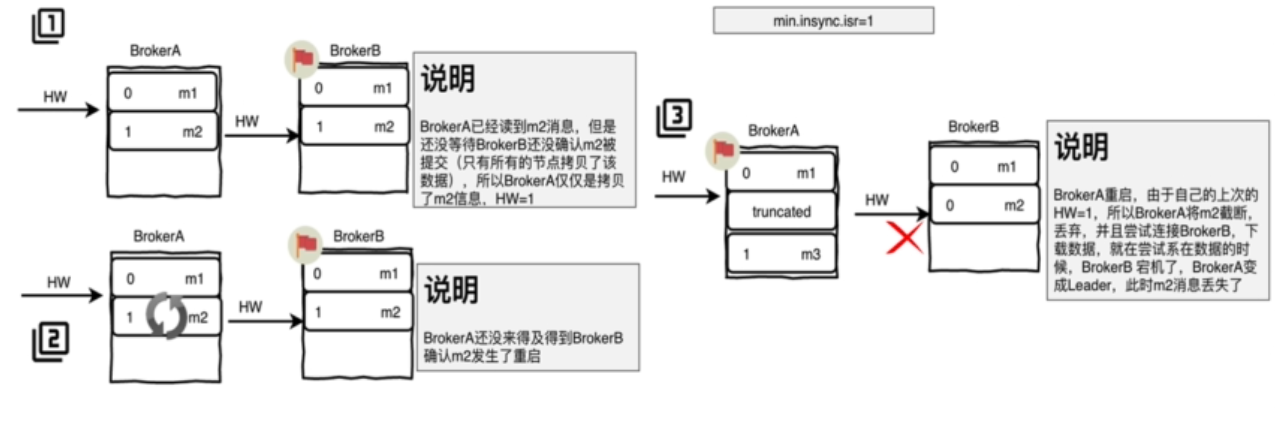 1
BrokerA
BrokerB
HW
0 m1
1 m2
HW
0 m1
1 m2
说明
BrokerA已经读到m2消息，但是
还没等待BrokerB还没确认m2被
提交（只有所有的节点拷贝了该
数据），所以BrokerA仅仅是拷贝
了m2信息，HW=1
2
BrokerA
BrokerB
HW
0 m1
1 m2
HW
0 m1
1 m2
说明
BrokerA还没来得及得到BrokerB
确认m2发生了重启
min.insync.isr=1
3
BrokerA
BrokerB
HW
0 m1
truncated
1 m3
HW
0 m1
0 m2
说明
BrokerA重启，由于自己的上次的
HW=1，所以BrokerA将m2截断，
丢弃，并且尝试连接BrokerB，下
载数据，就在尝试系在数据的时
候，BrokerB 宕机了，BrokerA变
成Leader，此时m2消息丢失了